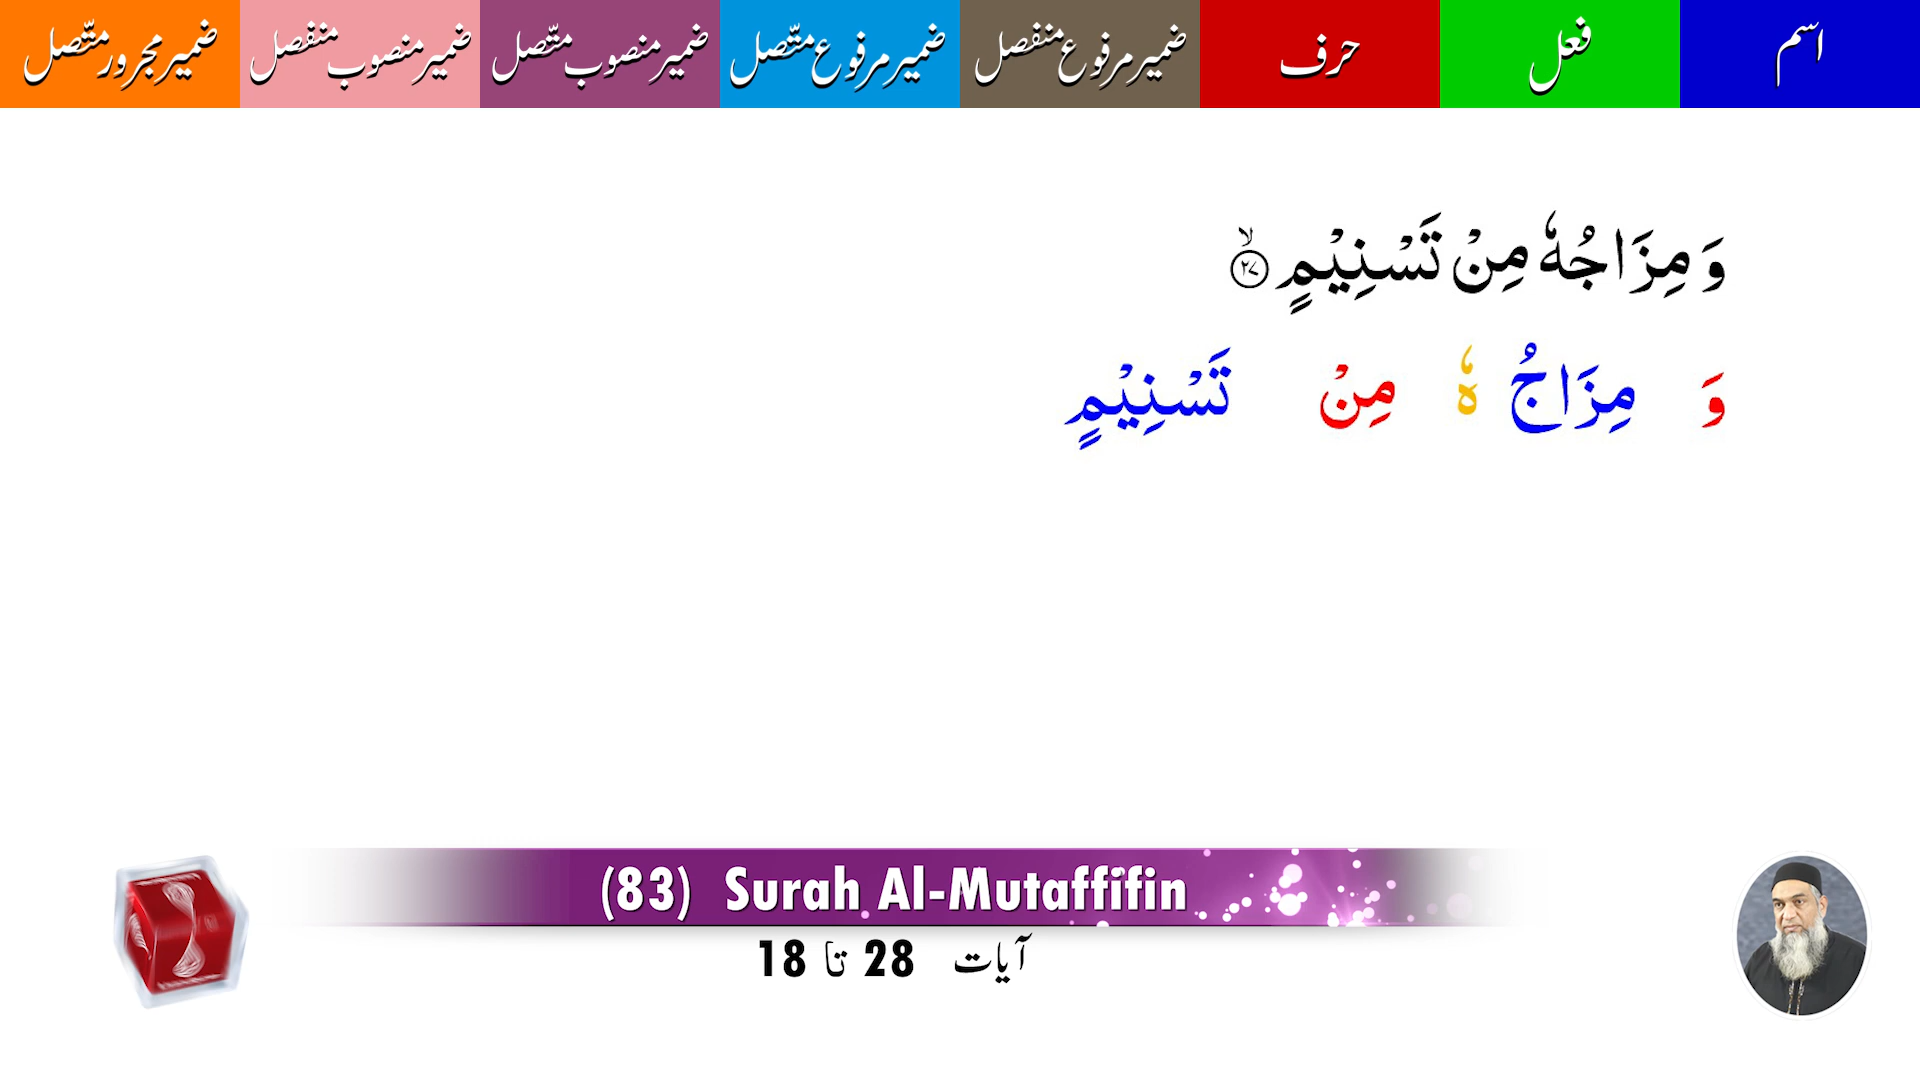 اسم فعل حرف ضمیر مرفوع منفصل ضمیر مرفوع متّصل ضمیر منصوب متّصل ضمیر منصوب منفصل ضمیر مجرور متّصل
وَ مِزَاجُهٗ مِنْ تَسْنِیْمٍ ۙ﴿۲۷﴾
وَ مِزَاجُ هٗ مِنْ تَسْنِیْمٍ
(83) Surah Al-Mutaffifin
آیات 28 تا 18